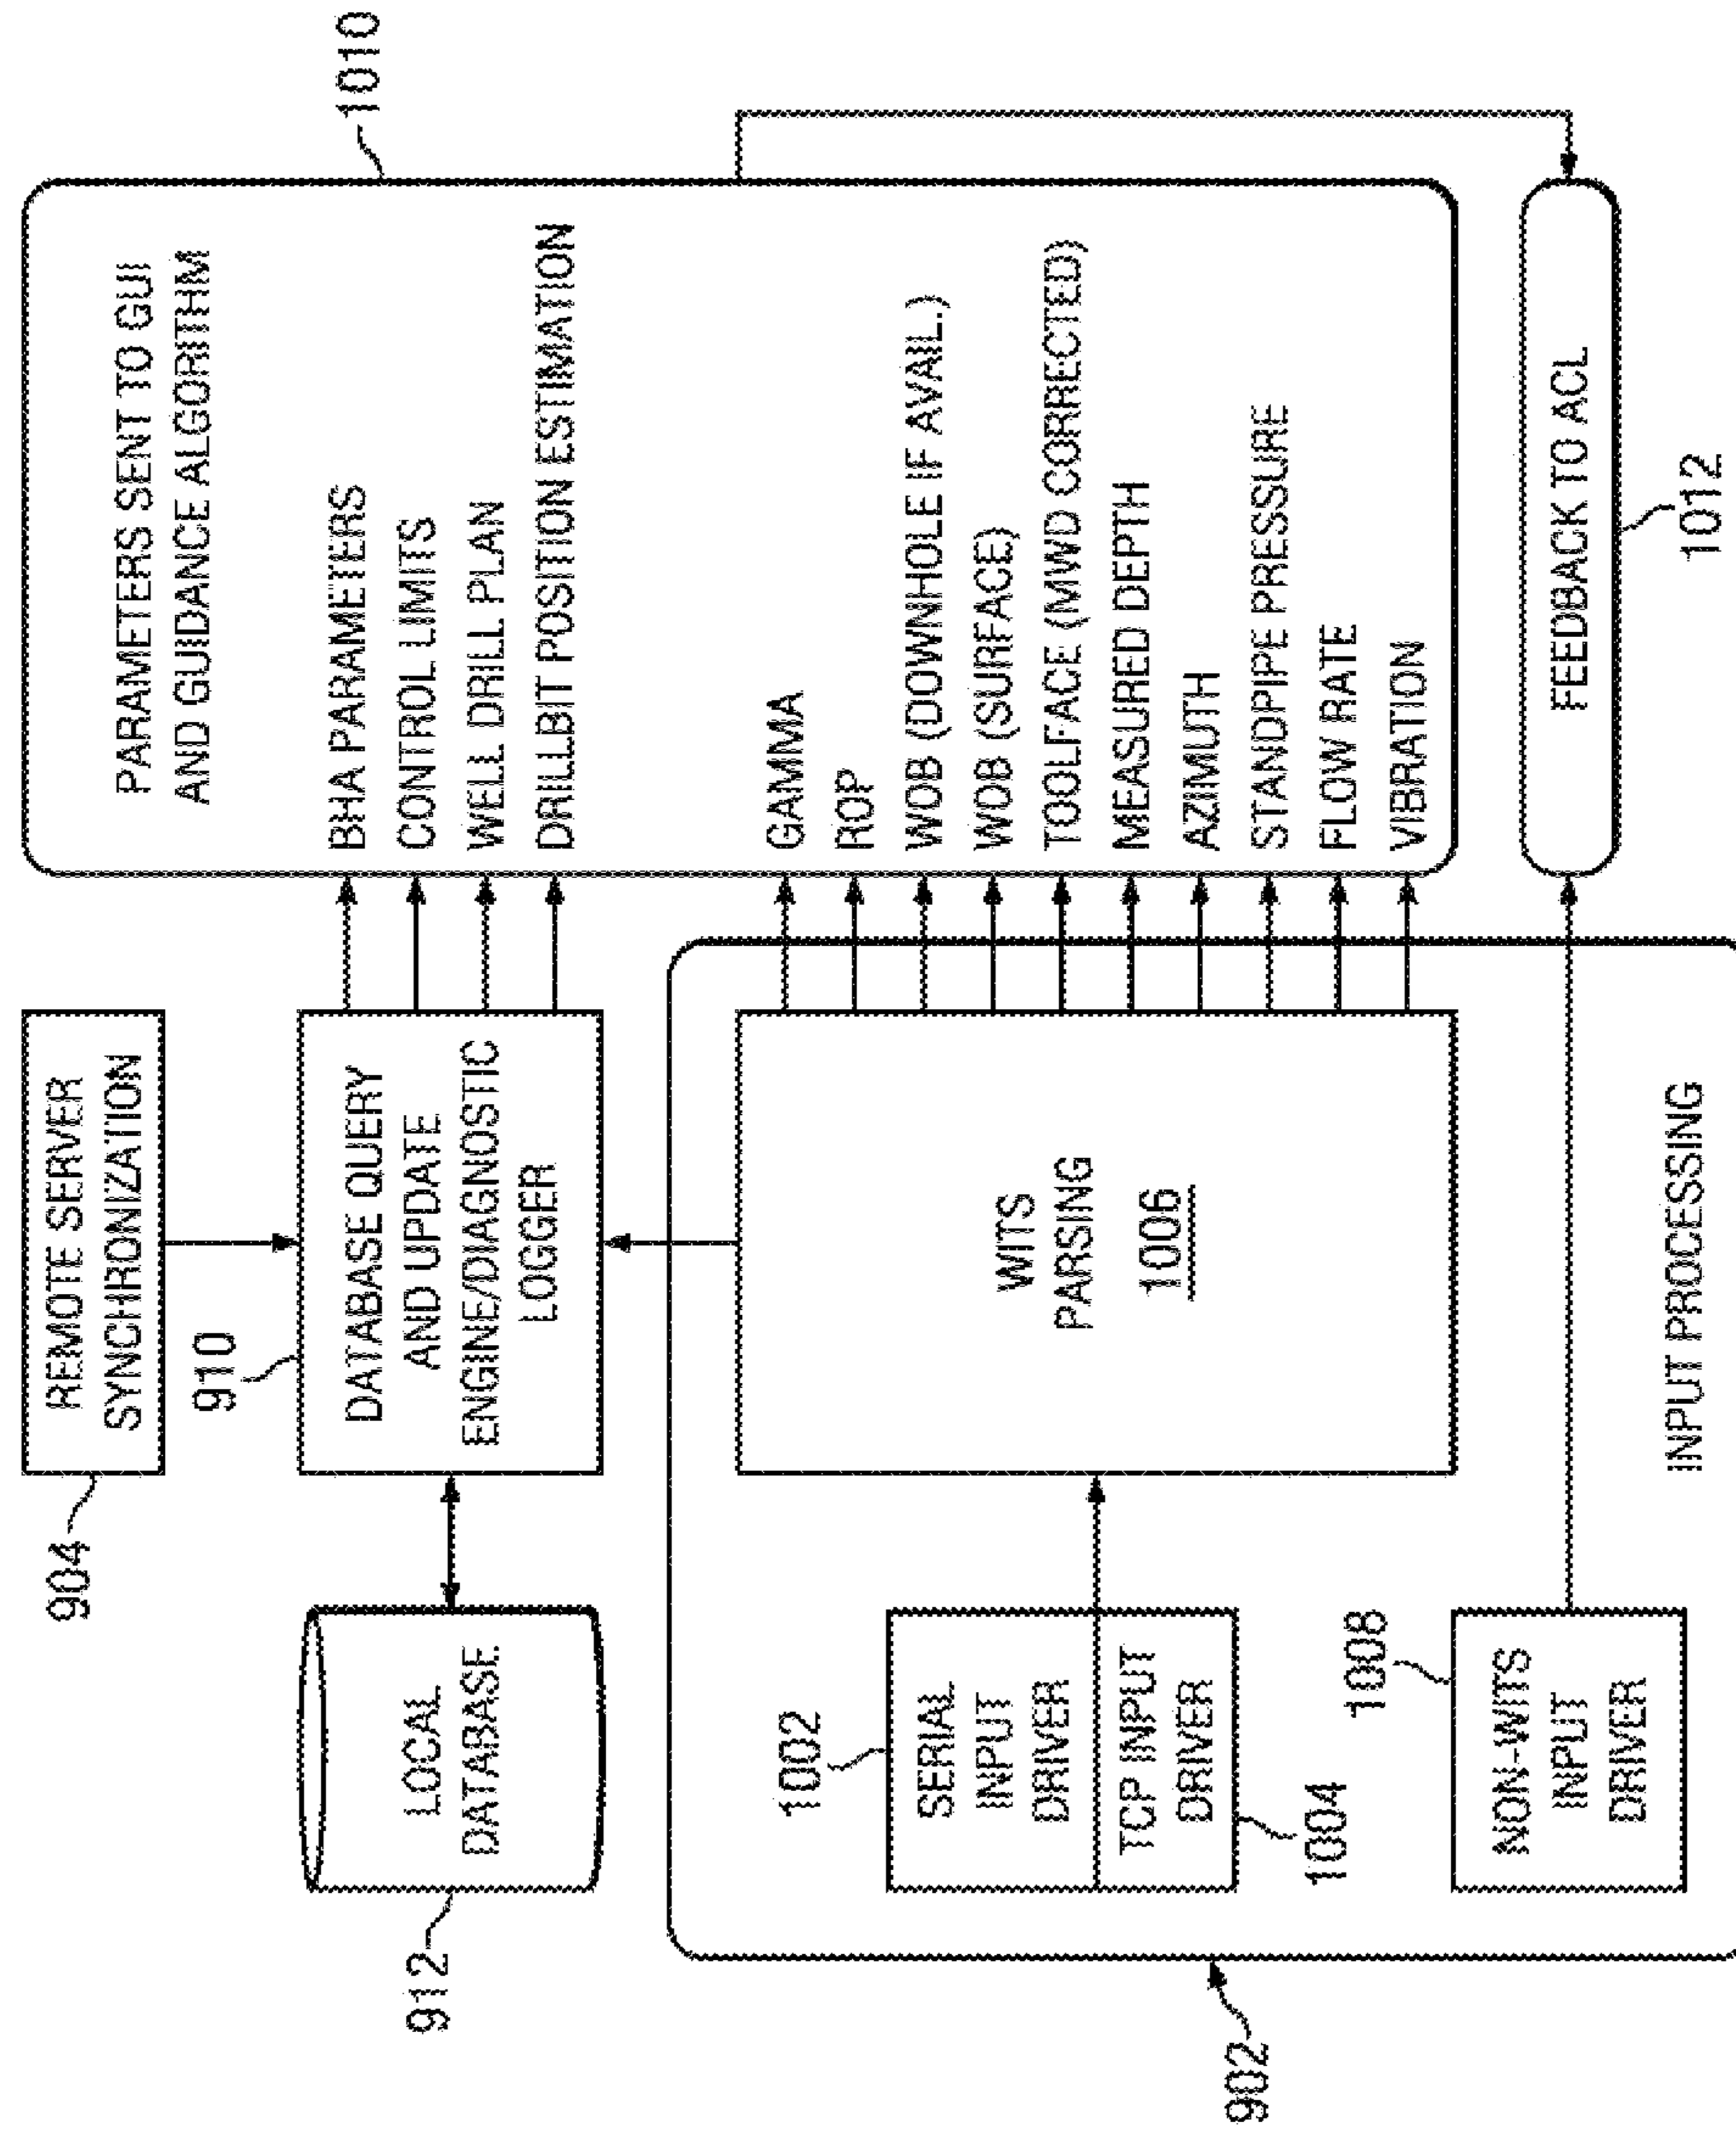 904
REMOTE SERVER
SYNCHRONIZATION
910
912
LOCAL
DATABASE
DATABASE QUERY
AND UPDATE
ENGINE/DIAGNOSTIC
LOGGER
1010
PARAMETERS SENT TO GUI
AND GUIDANCE ALGORITHM
BHA PARAMETERS
CONTROL LIMITS
WELL DRILL PLAN
DRILLBIT POSITION ESTIMATION
GAMMA
ROP
WOB (DOWNHOLE IF AVAIL.)
WOB (SURFACE)
TOOLFACE (MWD CORRECTED)
MEASURED DEPTH
AZIMUTH
STANDPIPE PRESSURE
FLOW RATE
VIBRATION
902
1002
SERIAL
INPUT
DRIVER
TCP INPUT
DRIVER
1004
WITS
PARSING
1006
1008
NON-WITS
INPUT
DRIVER
INPUT PROCESSING
FEEDBACK TO ACL
1012